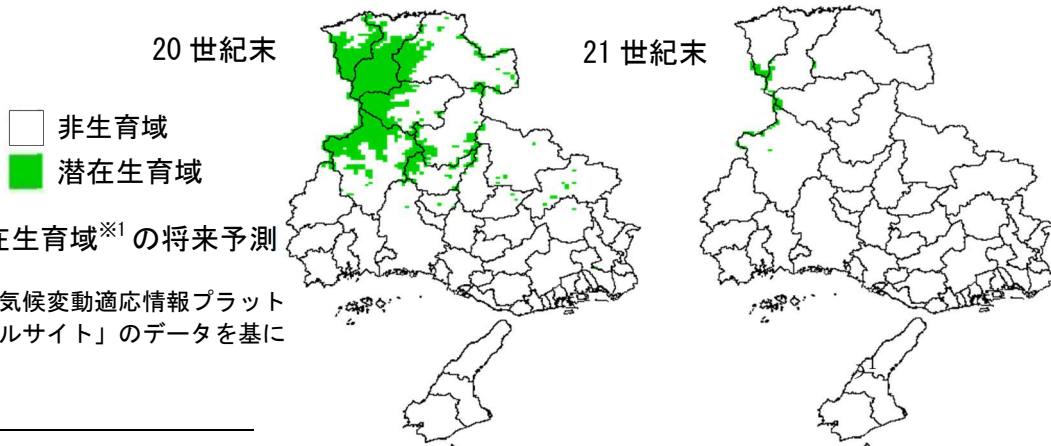 20 世紀末
21 世紀末
非生育域
潜在生育域
在生育域※1 の将来予測
気候変動適応情報プラット
ルサイト」のデータを基に